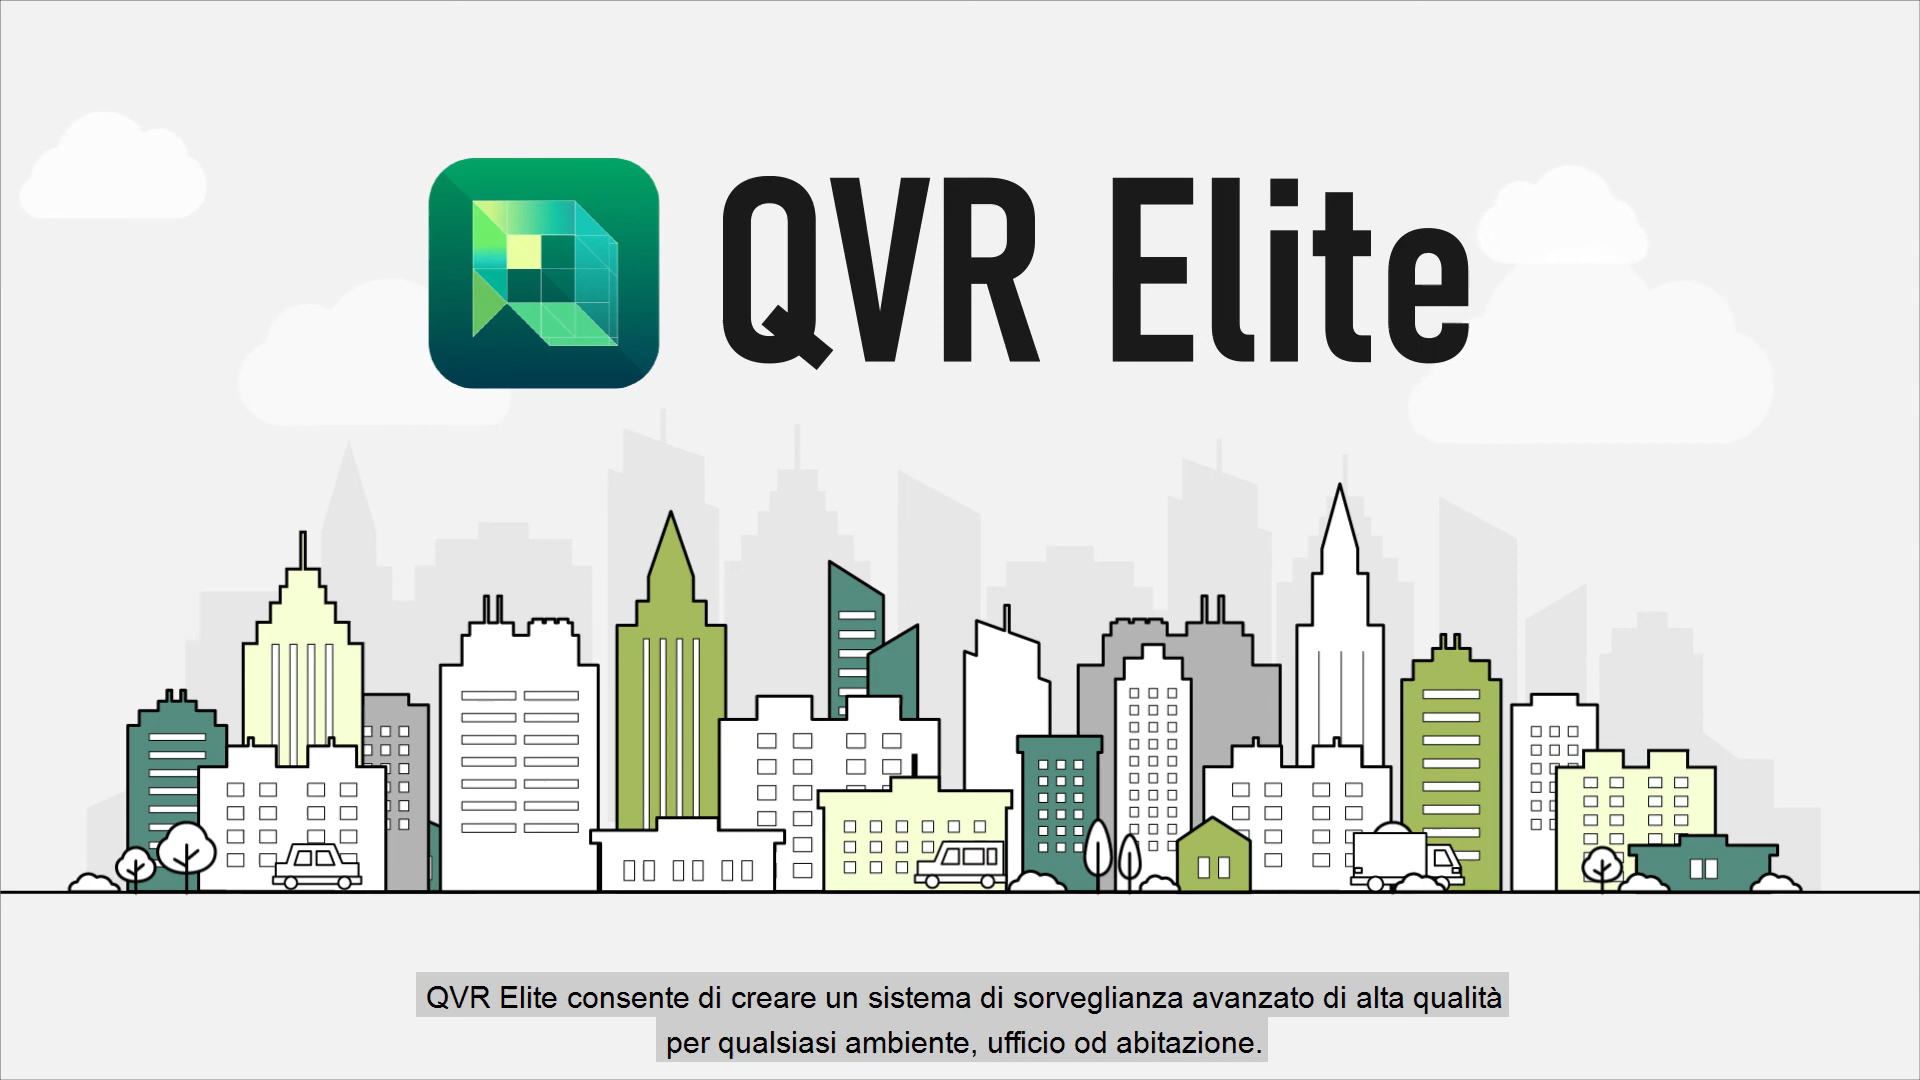 QVR Elite
QVR Elite consente di creare un sistema di sorveglianza avanzato di alta qualità
per qualsiasi ambiente, ufficio od abitazione.